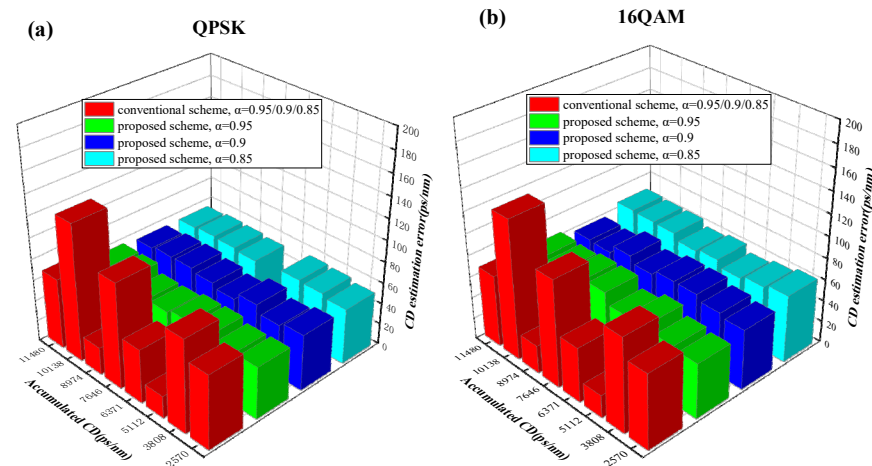 (a)
QPSK
conventional scheme, α=0.95/0.9/0.85
proposed scheme, α=0.95
proposed scheme, α=0.9
proposed scheme, α=0.85
200
180
160
140
120
100
80
60
40
20
0
CD estimation error(ps/nm)
11480
10138
8974
7646
6371
5112
3808
2570
Accumulated CD(ps/nm)
(b)
16QAM
conventional scheme, α=0.95/0.9/0.85
proposed scheme, α=0.95
proposed scheme, α=0.9
proposed scheme, α=0.85
200
180
160
140
120
100
80
60
40
20
0
CD estimation error(ps/nm)
11480
10138
8974
7646
6371
5112
3808
2570
Accumulated CD(ps/nm)